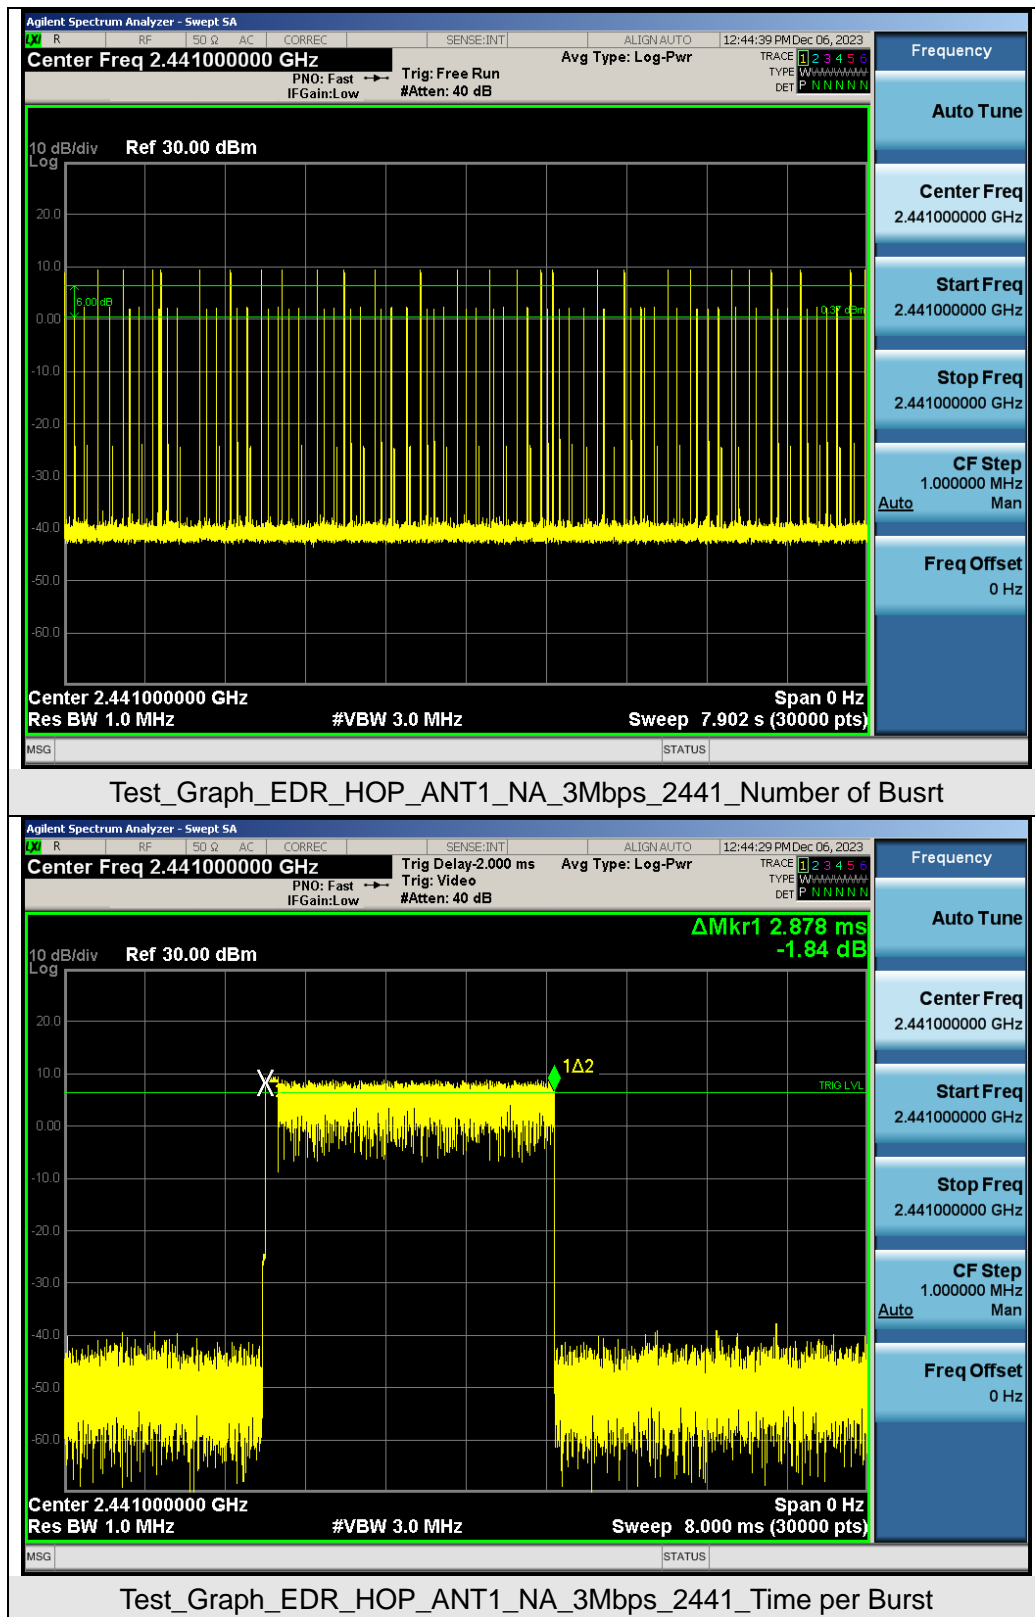 Agilent Spectrum Analyzer - Swept SA
LXI R RF 50 Ω AC CORREC SENSE:INT ALIGN AUTO 12:44:39 PM Dec 06, 2023
Center Freq 2.441000000 GHz
PNO: Fast
IFGain:Low
Trig: Free Run
#Atten: 40 dB
Avg Type: Log-Pwr
TRACE 1 2 3 4 5 6
TYPE
DET P N N N N N
Frequency
Auto Tune
Center Freq
2.441000000 GHz
Start Freq
2.441000000 GHz
Stop Freq
2.441000000 GHz
CF Step
1.000000 MHz
Auto Man
Freq Offset
0 Hz
10 dB/div Ref 30.00 dBm
Log
20.0
10.0
6.00 dB
0.00
0.37 dBm
-10.0
-20.0
-30.0
-40.0
-50.0
-60.0
Center 2.441000000 GHz Span 0 Hz
Res BW 1.0 MHz #VBW 3.0 MHz Sweep 7.902 s (30000 pts)
MSG STATUS
Test_Graph_EDR_HOP_ANT1_NA_3Mbps_2441_Number of Busrt
Agilent Spectrum Analyzer - Swept SA
LXI R RF 50 Ω AC CORREC SENSE:INT ALIGN AUTO 12:44:29 PM Dec 06, 2023
Center Freq 2.441000000 GHz
PNO: Fast
IFGain:Low
Trig Delay-2.000 ms
Trig: Video
#Atten: 40 dB
Avg Type: Log-Pwr
TRACE 1 2 3 4 5 6
TYPE
DET P N N N N N
Frequency
Auto Tune
Center Freq
2.441000000 GHz
Start Freq
2.441000000 GHz
Stop Freq
2.441000000 GHz
CF Step
1.000000 MHz
Auto Man
Freq Offset
0 Hz
ΔMkr1 2.878 ms
-1.84 dB
10 dB/div Ref 30.00 dBm
Log
20.0
10.0
1Δ2
TRIG LVL
0.00
-10.0
-20.0
-30.0
-40.0
-50.0
-60.0
Center 2.441000000 GHz Span 0 Hz
Res BW 1.0 MHz #VBW 3.0 MHz Sweep 8.000 ms (30000 pts)
MSG STATUS
Test_Graph_EDR_HOP_ANT1_NA_3Mbps_2441_Time per Burst